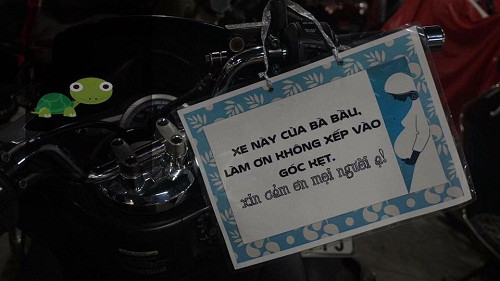 XE NÀY CỦA BÀ BẦU,
LÀM ƠN KHÔNG XẾP VÀO
GÓC KẸT.
xin cảm ơn mọi người ạ!